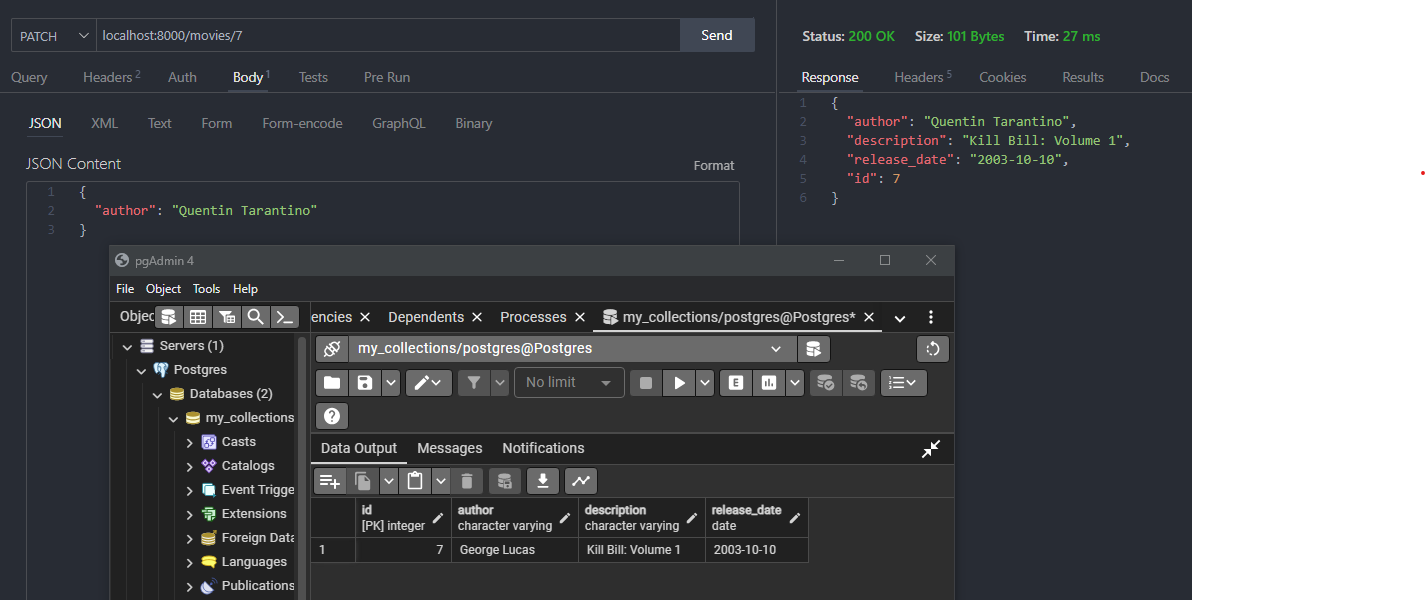 PATCH localhost:8000/movies/7 Send
Query Headers 2 Auth Body 1 Tests Pre Run
JSON XML Text Form Form-encode GraphQL Binary
JSON Content Format
1 {
2 "author": "Quentin Tarantino"
3 }
Status: 200 OK Size: 101 Bytes Time: 27 ms
Response Headers 5 Cookies Results Docs
1 {
2 "author": "Quentin Tarantino",
3 "description": "Kill Bill: Volume 1",
4 "release_date": "2003-10-10",
5 "id": 7
6 }
pgAdmin 4
File Object Tools Help
Objec encies Dependents Processes my_collections/postgres@Postgres*
Servers (1)
Postgres
Databases (2)
my_collections
Casts
Catalogs
Event Trigge
Extensions
Foreign Data
Languages
Publications
my_collections/postgres@Postgres
No limit E
Data Output Messages Notifications
id author description release_date
[PK] integer character varying character varying date
1 7 George Lucas Kill Bill: Volume 1 2003-10-10